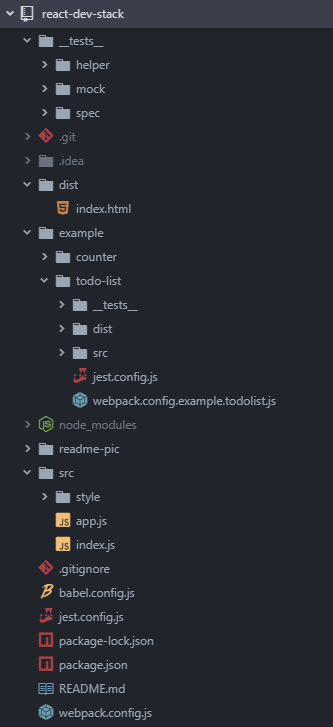 react-dev-stack
__tests__
helper
mock
spec
.git
.idea
dist
index.html
example
counter
todo-list
__tests__
dist
src
jest.config.js
webpack.config.example.todolist.js
node_modules
readme-pic
src
style
app.js
index.js
.gitignore
babel.config.js
jest.config.js
package-lock.json
package.json
README.md
webpack.config.js